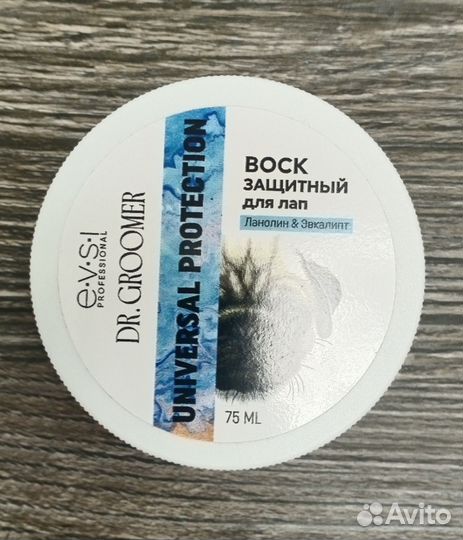 e·v·s·i
PROFESSIONAL
DR. GROOMER
UNIVERSAL PROTECTION
ВОСК
ЗАЩИТНЫЙ
для лап
Ланолин & Эвкалипт
75 ML
Avito